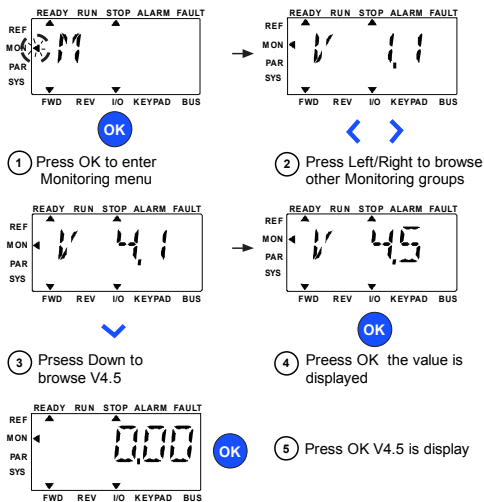 READY RUN STOP ALARM FAULT
REF
MON
PAR
SYS
M
FWD REV I/O KEYPAD BUS
OK
1 Press OK to enter
Monitoring menu
READY RUN STOP ALARM FAULT
REF
MON
PAR
SYS
V 1.1
FWD REV I/O KEYPAD BUS
2 Press Left/Right to browse
other Monitoring groups
READY RUN STOP ALARM FAULT
REF
MON
PAR
SYS
V 4.1
FWD REV I/O KEYPAD BUS
3 Prsess Down to
browse V4.5
READY RUN STOP ALARM FAULT
REF
MON
PAR
SYS
V 4.5
FWD REV I/O KEYPAD BUS
OK
4 Preess OK the value is
displayed
READY RUN STOP ALARM FAULT
REF
MON
PAR
SYS
0.00
FWD REV I/O KEYPAD BUS
OK
5 Press OK V4.5 is display